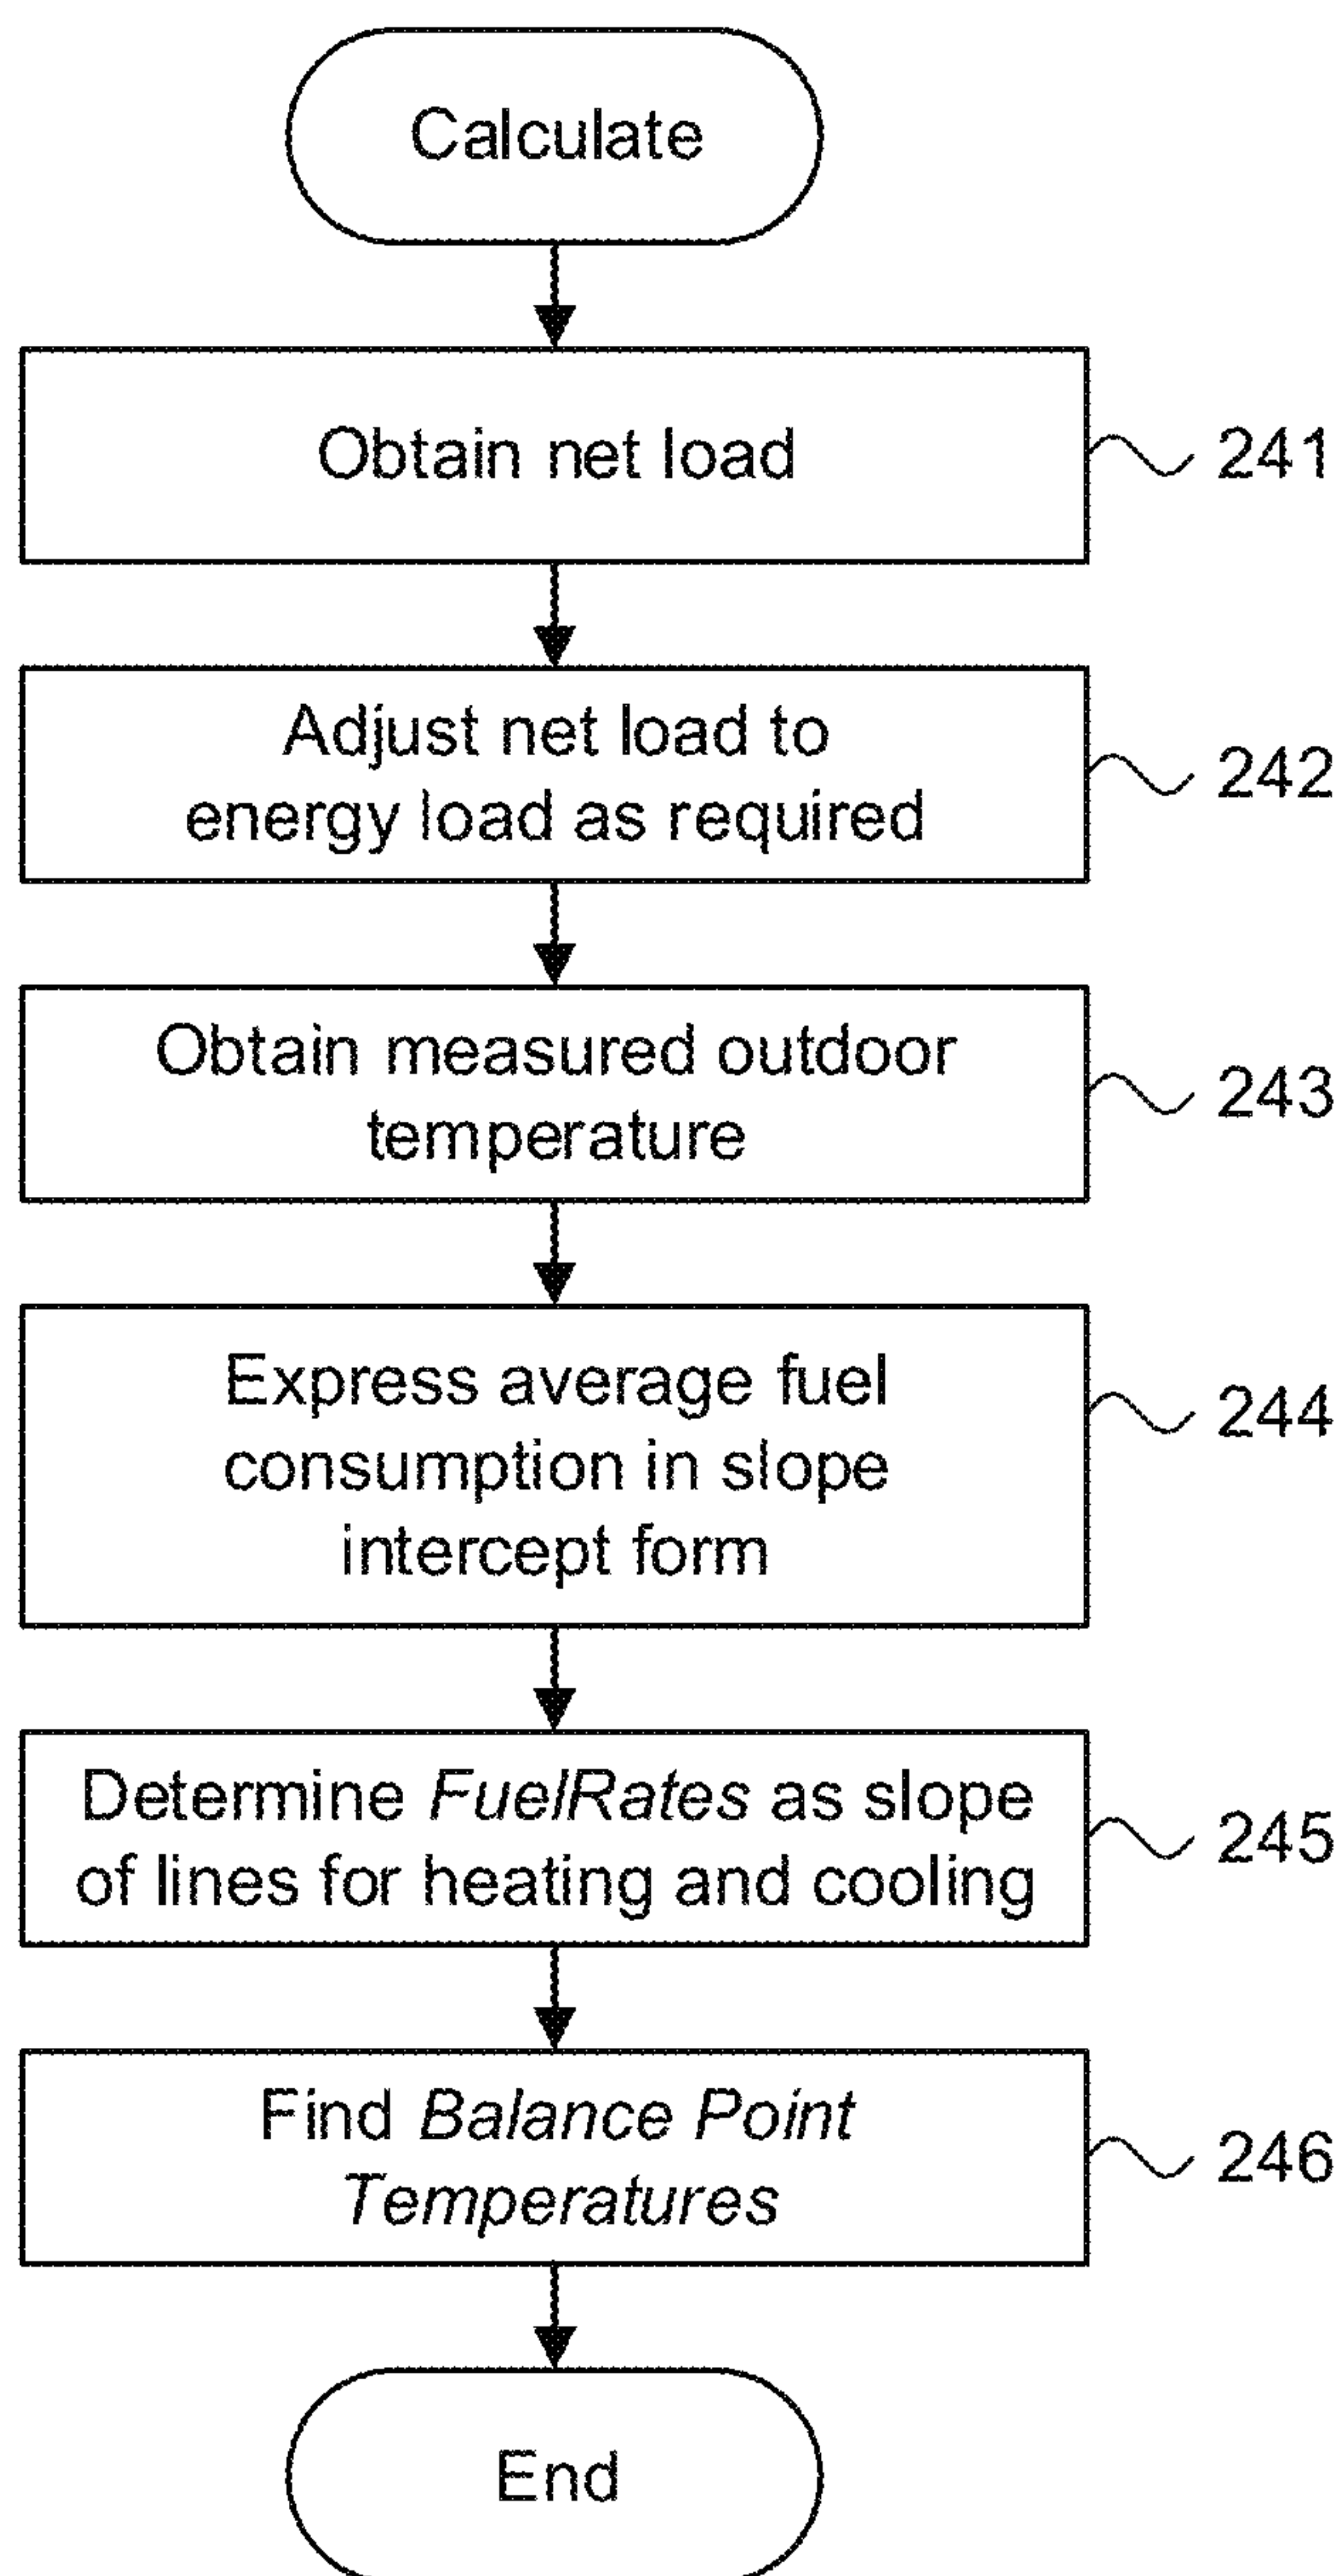 Calculate
Obtain net load
241
Adjust net load to
energy load as required
242
Obtain measured outdoor
temperature
243
Express average fuel
consumption in slope
intercept form
244
Determine FuelRates as slope
of lines for heating and cooling
245
Find Balance Point
Temperatures
246
End